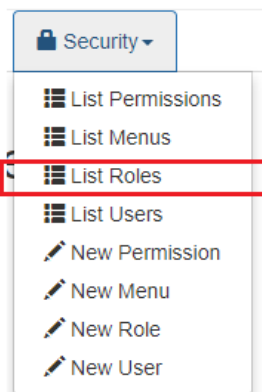 Security
List Permissions
List Menus
List Roles
List Users
New Permission
New Menu
New Role
New User